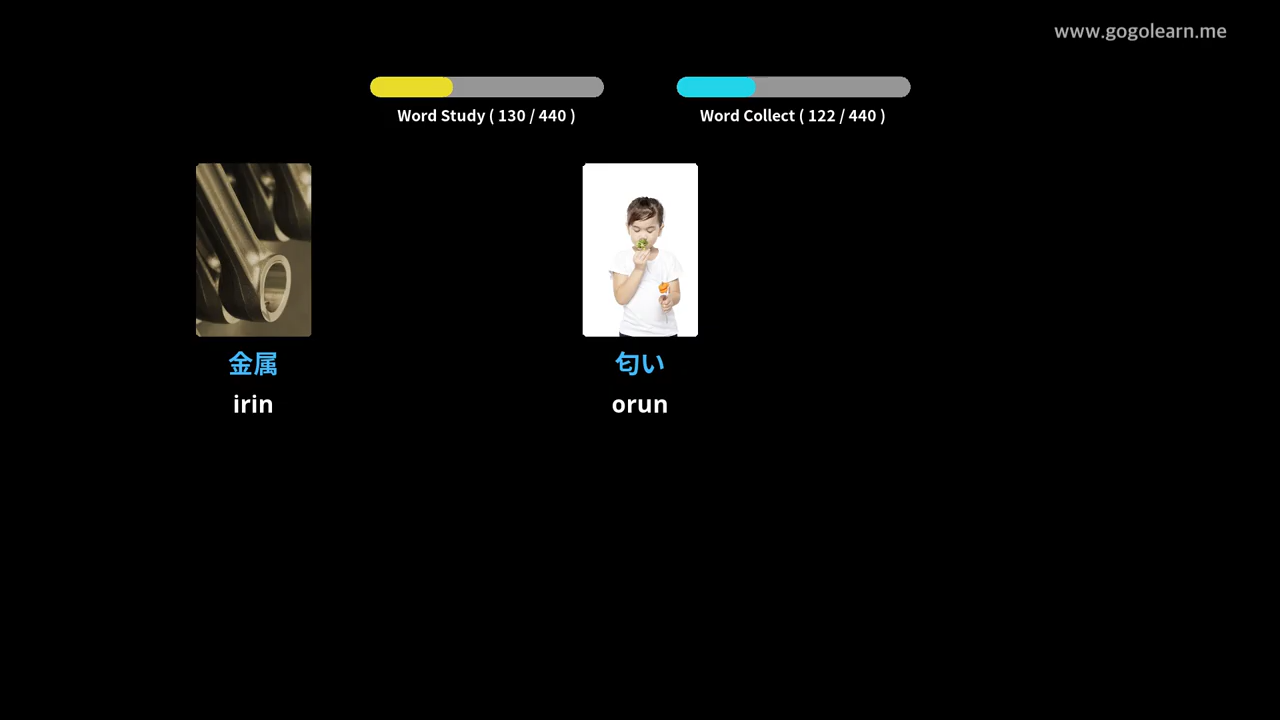 www.gogolearn.me
Word Study ( 130 / 440 )
Word Collect ( 122 / 440 )
金属
irin
匂い
orun